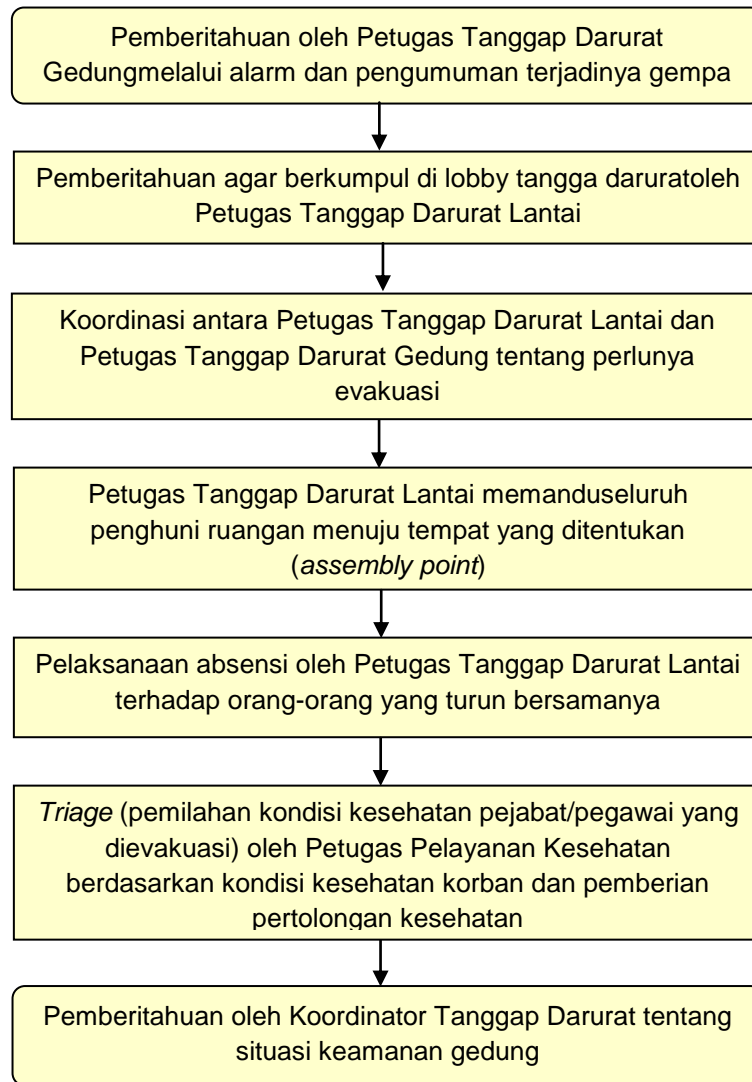 Pemberitahuan oleh Petugas Tanggap Darurat
Gedungmelalui alarm dan pengumuman terjadinya gempa
Pemberitahuan agar berkumpul di lobby tangga daruratoleh
Petugas Tanggap Darurat Lantai
Koordinasi antara Petugas Tanggap Darurat Lantai dan
Petugas Tanggap Darurat Gedung tentang perlunya
evakuasi
Petugas Tanggap Darurat Lantai memanduseluruh
penghuni ruangan menuju tempat yang ditentukan
(assembly point)
Pelaksanaan absensi oleh Petugas Tanggap Darurat Lantai
terhadap orang-orang yang turun bersamanya
Triage (pemilahan kondisi kesehatan pejabat/pegawai yang
dievakuasi) oleh Petugas Pelayanan Kesehatan
berdasarkan kondisi kesehatan korban dan pemberian
pertolongan kesehatan
Pemberitahuan oleh Koordinator Tanggap Darurat tentang
situasi keamanan gedung